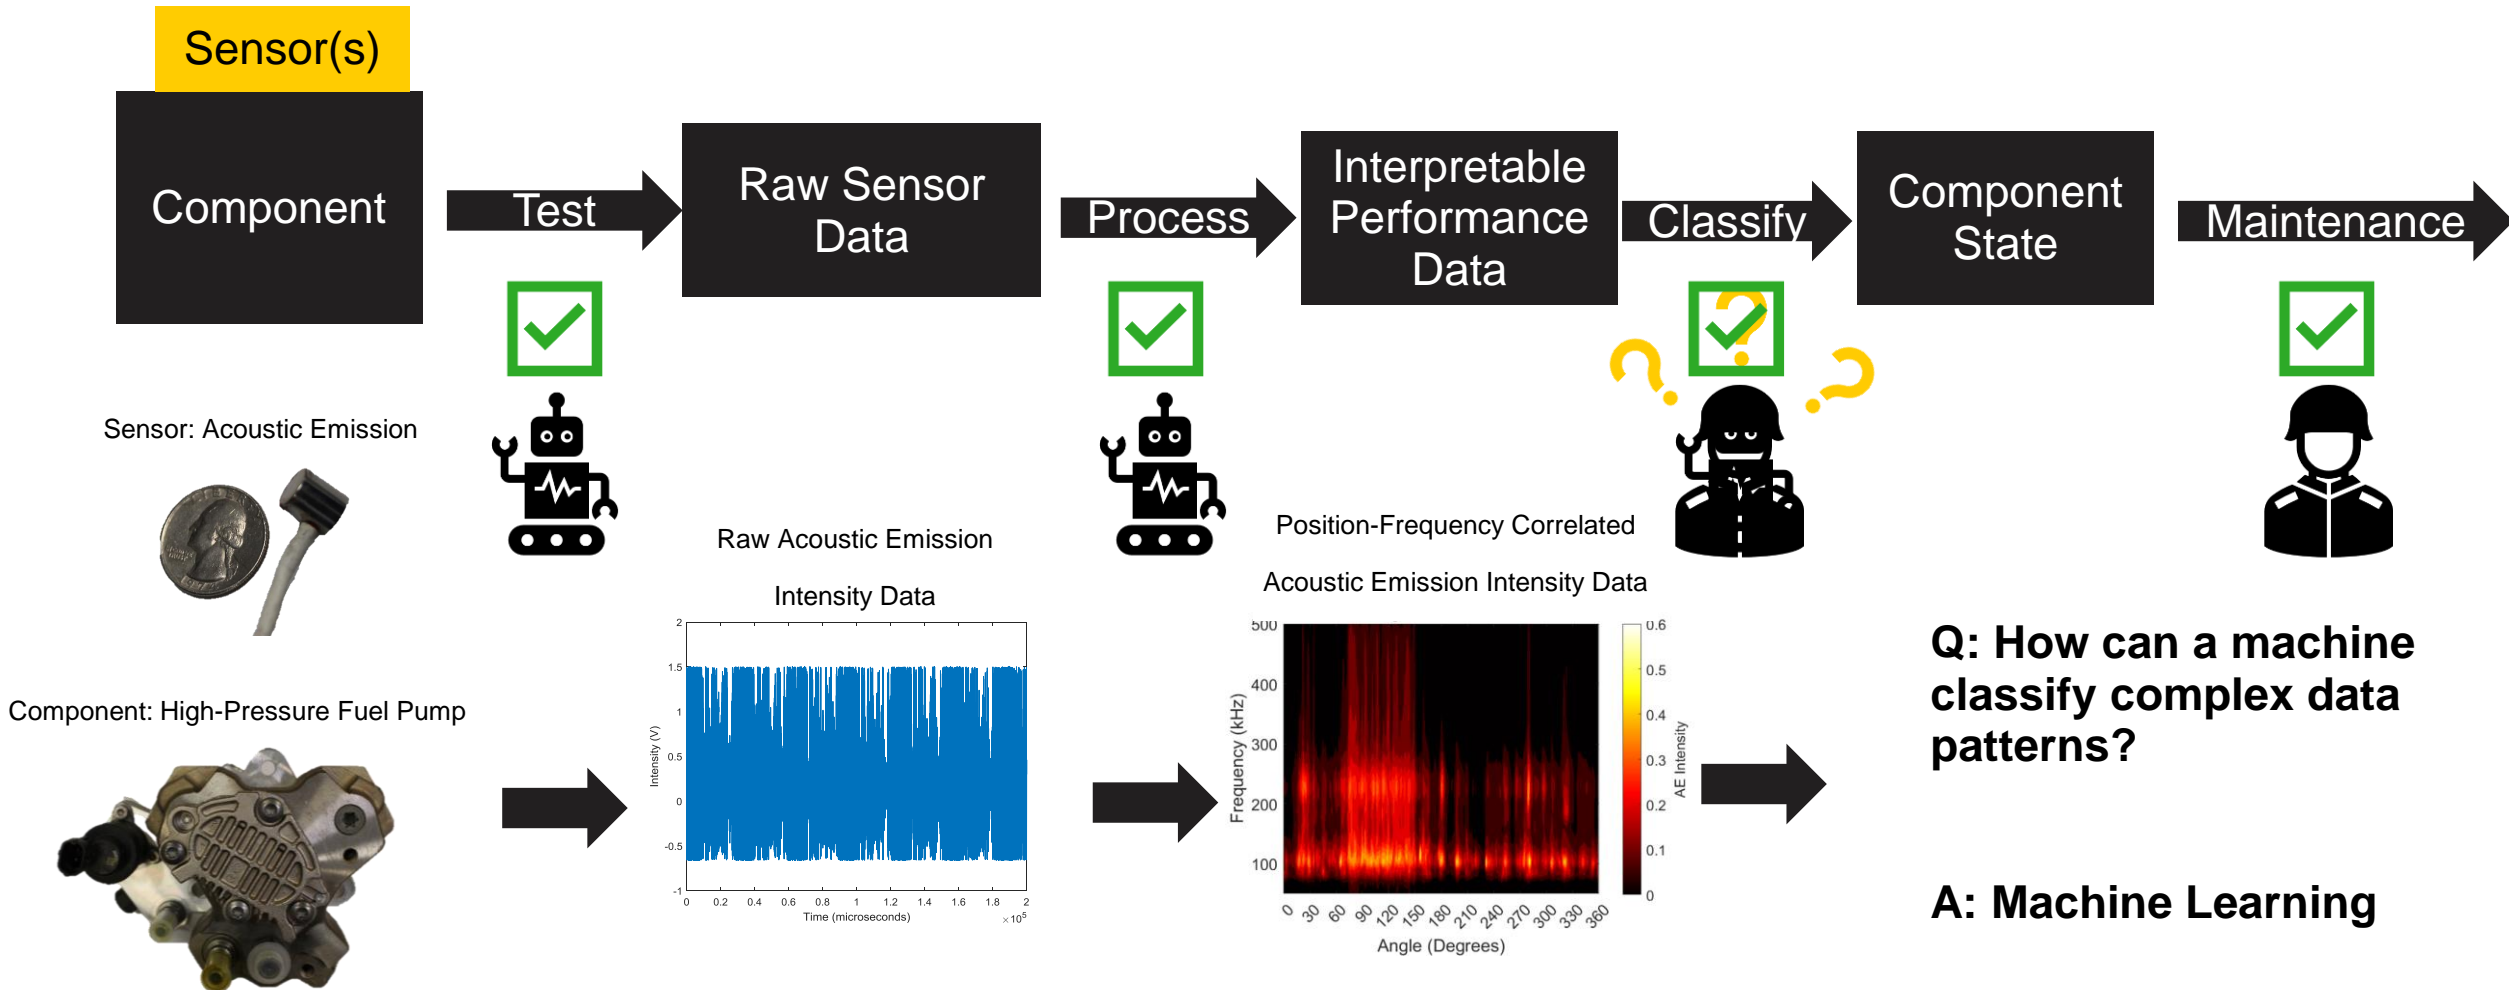 Sensor(s)
Component
Test
Raw Sensor
Data
Process
Interpretable
Performance
Data
Classify
Component
State
Maintenance
?
?
?
Sensor: Acoustic Emission
Component: High-Pressure Fuel Pump
Raw Acoustic Emission
Intensity Data
2
1.5
1
0.5
0
-0.5
-1
Intensity (V)
0 0.2 0.4 0.6 0.8 1 1.2 1.4 1.6 1.8 2
Time (microseconds)
×10⁵
Position-Frequency Correlated
Acoustic Emission Intensity Data
500
400
300
200
100
Frequency (kHz)
0 30 60 90 120 150 180 210 240 270 300 330 360
Angle (Degrees)
0.6
0.5
0.4
0.3
0.2
0.1
0
AE Intensity
Q: How can a machine
classify complex data
patterns?
A: Machine Learning